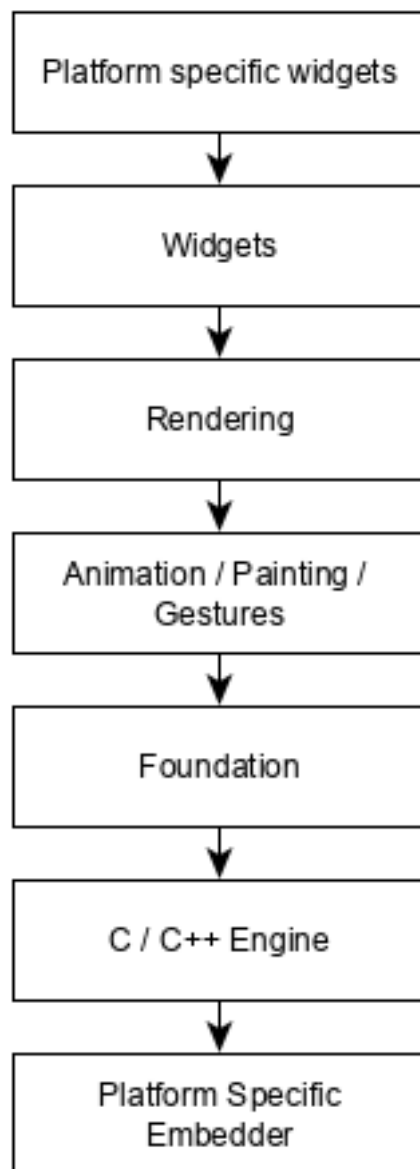 Platform specific widgets
Widgets
Rendering
Animation / Painting /
Gestures
Foundation
C / C++ Engine
Platform Specific
Embedder